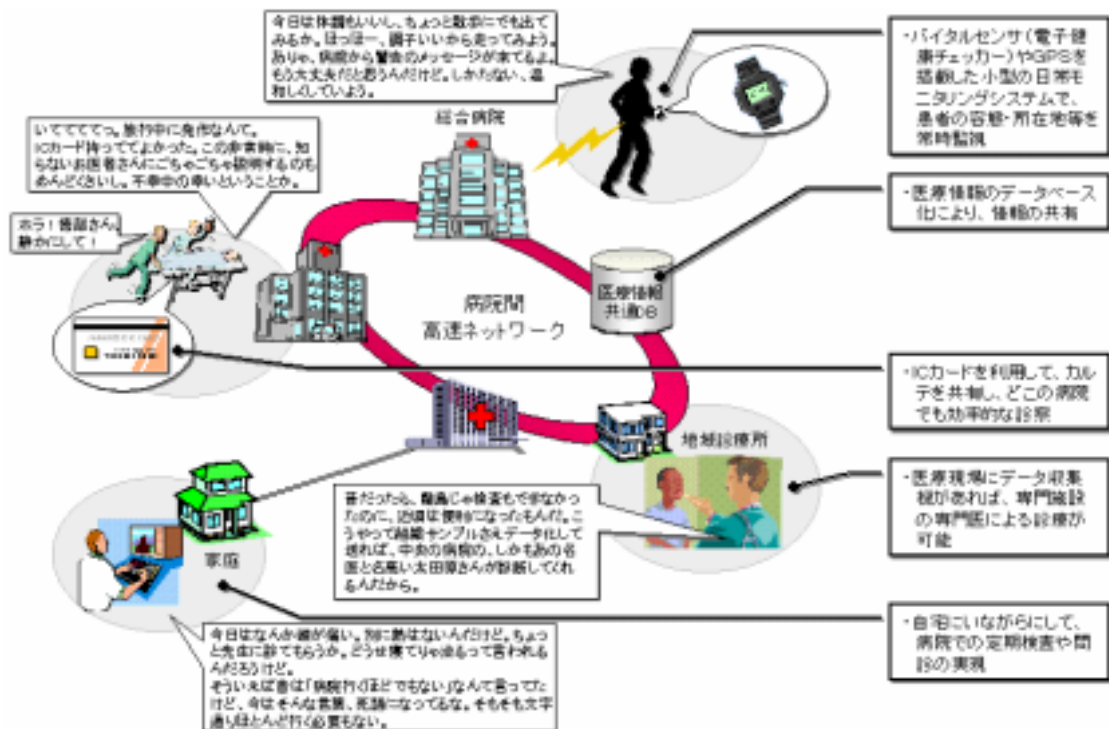 今日は体調もいいし、ちょっと散歩にでも出て
みるか。ほっほー、調子いいから走ってみよう。
ありゃ、病院から警告のメッセージが来てるよ。
もう大丈夫だと思うんだけど。しかたない、温
和しくしていよう。
・バイタルセンサ(電子健
康チェッカー)やGPSを
搭載した小型の日常モ
ニタリングシステムで、
患者の容態・所在地等を
常時監視
総合病院
いててててっ。旅行中に発作なんて。
ICカード持っててよかった。この非常時に、知
らないお医者さんにごちゃごちゃ説明するのも
めんどくさいし。不幸中の幸いということか。
ホラ!
静かにして!
・医療情報のデータベース
化により、情報の共有
医療情報
共通DB
病院間
高速ネットワーク
・ICカードを利用して、カル
テを共有し、どこの病院
でも効率的な診察
地域診療所
・医療現場にデータ収集
機があれば、専門施設
の専門医による診療が
可能
昔だったら、離島じゃ検査もできなかっ
たのに、近頃は便利になったもんだ。こ
うやって組織サンプルさえデータ化して
送れば、中央の病院の、しかもあの名
医と名高い太田原さんが診断してくれ
るんだから。
家庭
・自宅にいながらにして、
病院での定期検査や問
診の実現
今日はなんか頭が痛い。別に熱はないんだけど。ちょっ
と先生に診てもらうか。どうせ寝てりゃ治るって言われる
んだろうけど。
そういえば昔は「病院行くほどでもない」なんて言ってた
けど、今はそんな言葉、死語になってるな。そもそも文字
通りほとんど行く必要もない。